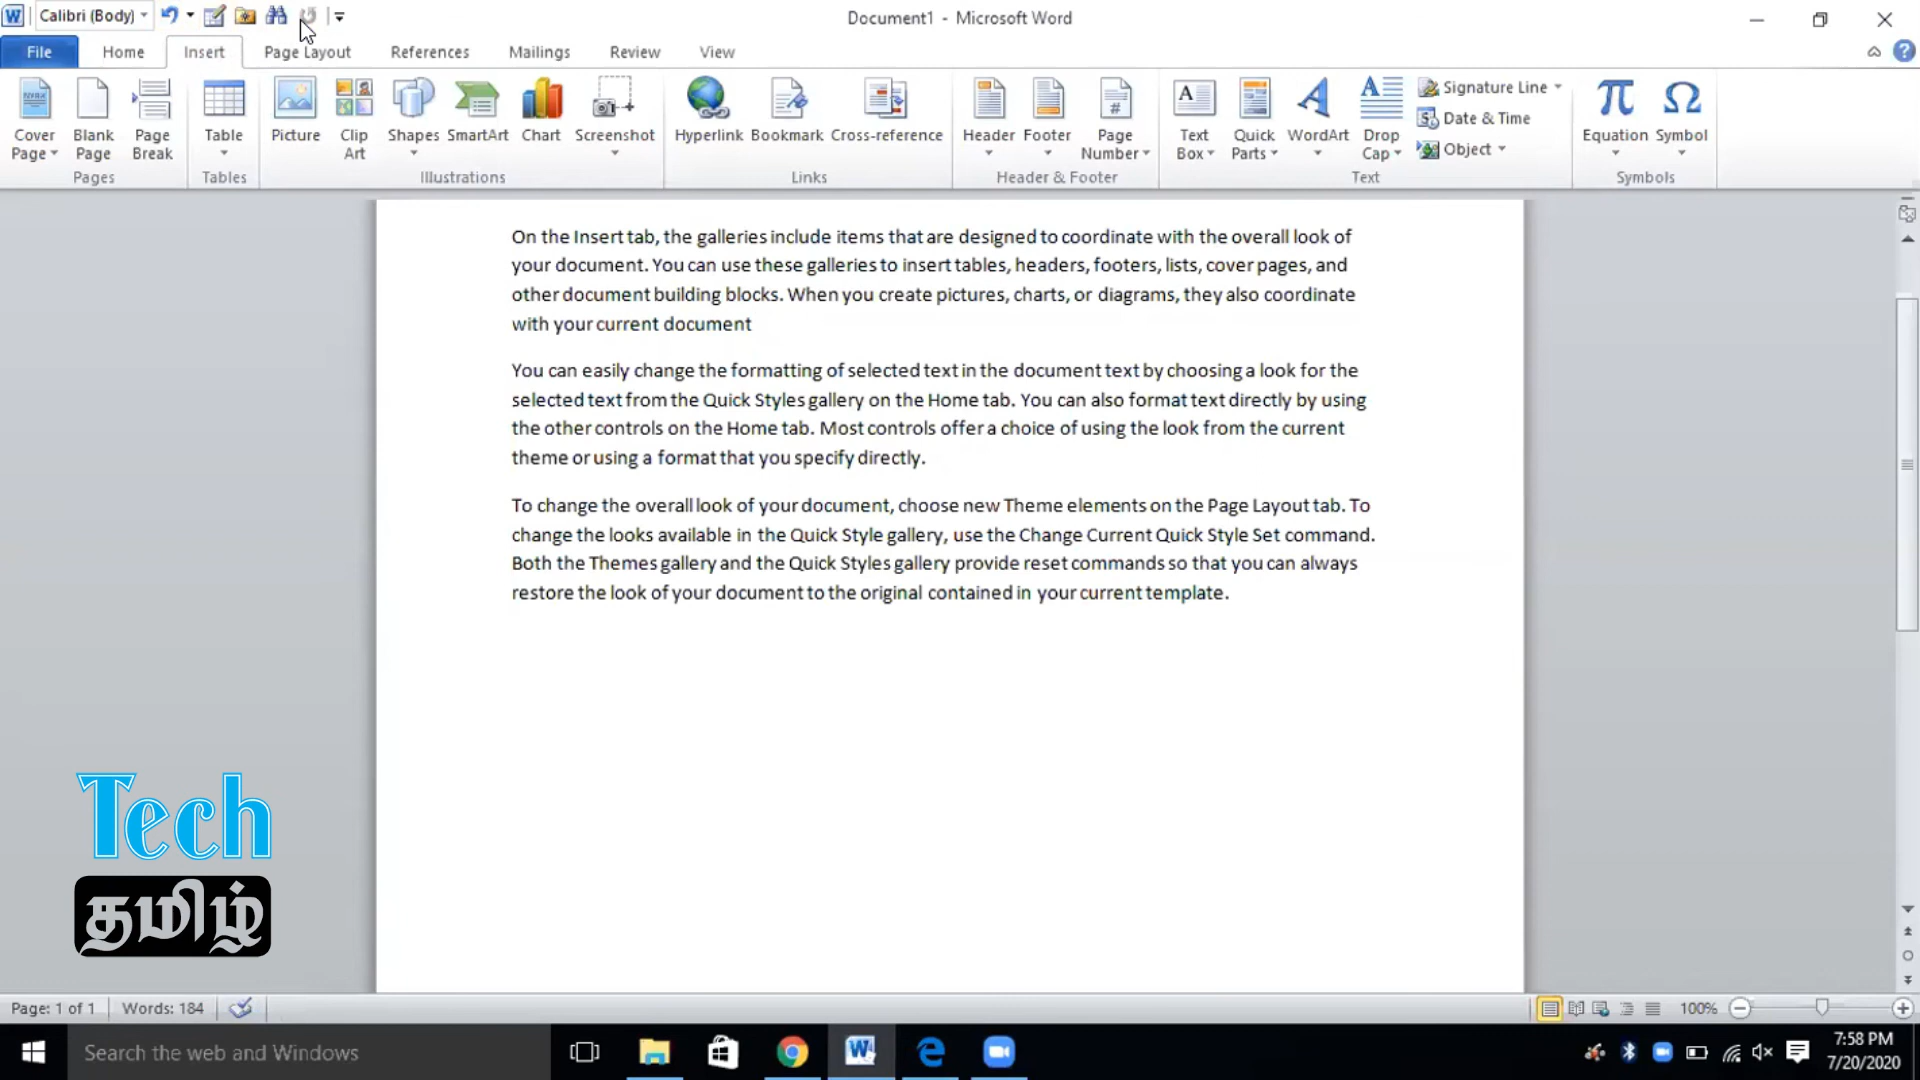 Calibri (Body)
Document1 - Microsoft Word
File Home Insert Page Layout References Mailings Review View
Cover Page
Blank Page
Page Break
Table
Picture
Clip Art
Shapes
SmartArt
Chart
Screenshot
Hyperlink
Bookmark
Cross-reference
Header
Footer
Page Number
Text Box
Quick Parts
WordArt
Drop Cap
Signature Line
Date & Time
Object
Equation
Symbol
Pages Tables Illustrations Links Header & Footer Text Symbols
On the Insert tab, the galleries include items that are designed to coordinate with the overall look of
your document. You can use these galleries to insert tables, headers, footers, lists, cover pages, and
other document building blocks. When you create pictures, charts, or diagrams, they also coordinate
with your current document
You can easily change the formatting of selected text in the document text by choosing a look for the
selected text from the Quick Styles gallery on the Home tab. You can also format text directly by using
the other controls on the Home tab. Most controls offer a choice of using the look from the current
theme or using a format that you specify directly.
To change the overall look of your document, choose new Theme elements on the Page Layout tab. To
change the looks available in the Quick Style gallery, use the Change Current Quick Style Set command.
Both the Themes gallery and the Quick Styles gallery provide reset commands so that you can always
restore the look of your document to the original contained in your current template.
Tech
தமிழ்
Page: 1 of 1 Words: 184 100%
Search the web and Windows
7:58 PM
7/20/2020